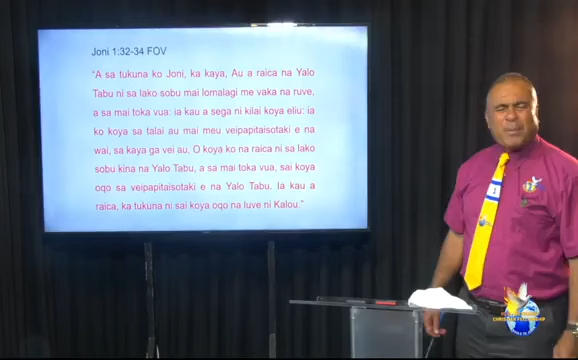 Joni 1:32-34 FOV
“A sa tukuna ko Joni, ka kaya, Au a raica na Yalo
Tabu ni sa lako sobu mai lomalagi me vaka na ruve,
a sa mai toka vua: ia kau a sega ni kilai koya eliu: ia
ko koya sa talai au mai meu veipapitaisotaki e na
wai, sa kaya ga vei au, O koya ko na raica ni sa lako
sobu kina na Yalo Tabu, a sa mai toka vua, sai koya
oqo sa veipapitaisotaki e na Yalo Tabu. Ia kau a
raica, ka tukuna ni sai koya oqo na luve ni Kalou.”
CHRISTIAN FELLOWSHIP